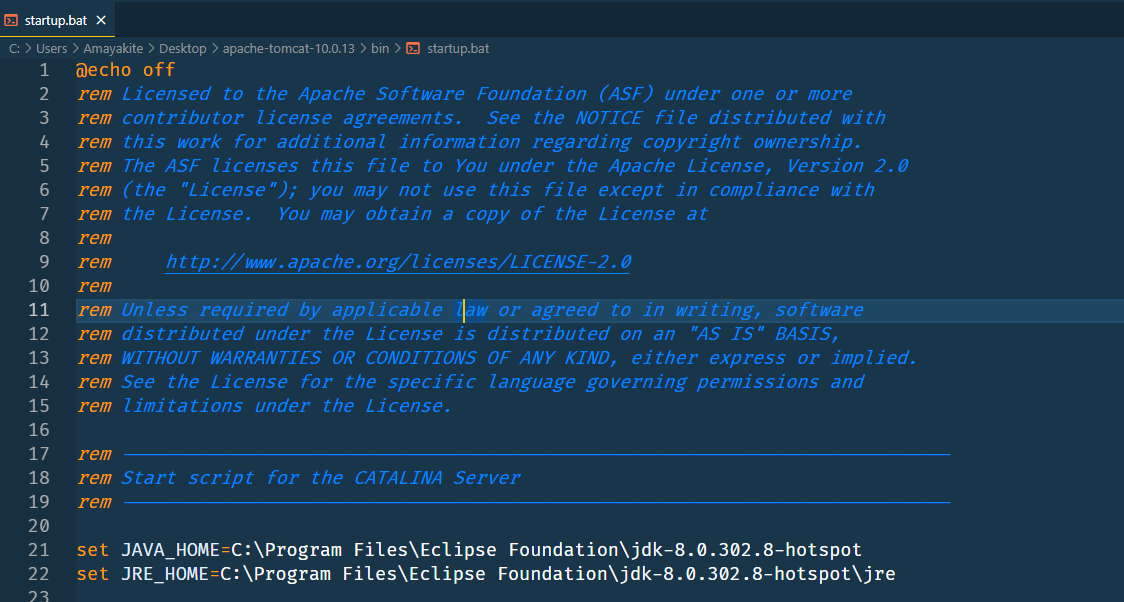 startup.bat
C: > Users > Amayakite > Desktop > apache-tomcat-10.0.13 > bin > startup.bat
1 @echo off
2 rem Licensed to the Apache Software Foundation (ASF) under one or more
3 rem contributor license agreements.  See the NOTICE file distributed with
4 rem this work for additional information regarding copyright ownership.
5 rem The ASF licenses this file to You under the Apache License, Version 2.0
6 rem (the "License"); you may not use this file except in compliance with
7 rem the License.  You may obtain a copy of the License at
8 rem
9 rem     http://www.apache.org/licenses/LICENSE-2.0
10 rem
11 rem Unless required by applicable law or agreed to in writing, software
12 rem distributed under the License is distributed on an "AS IS" BASIS,
13 rem WITHOUT WARRANTIES OR CONDITIONS OF ANY KIND, either express or implied.
14 rem See the License for the specific language governing permissions and
15 rem limitations under the License.
16
17 rem ---------------------------------------------------------------------------
18 rem Start script for the CATALINA Server
19 rem ---------------------------------------------------------------------------
20
21 set JAVA_HOME=C:\Program Files\Eclipse Foundation\jdk-8.0.302.8-hotspot
22 set JRE_HOME=C:\Program Files\Eclipse Foundation\jdk-8.0.302.8-hotspot\jre
23